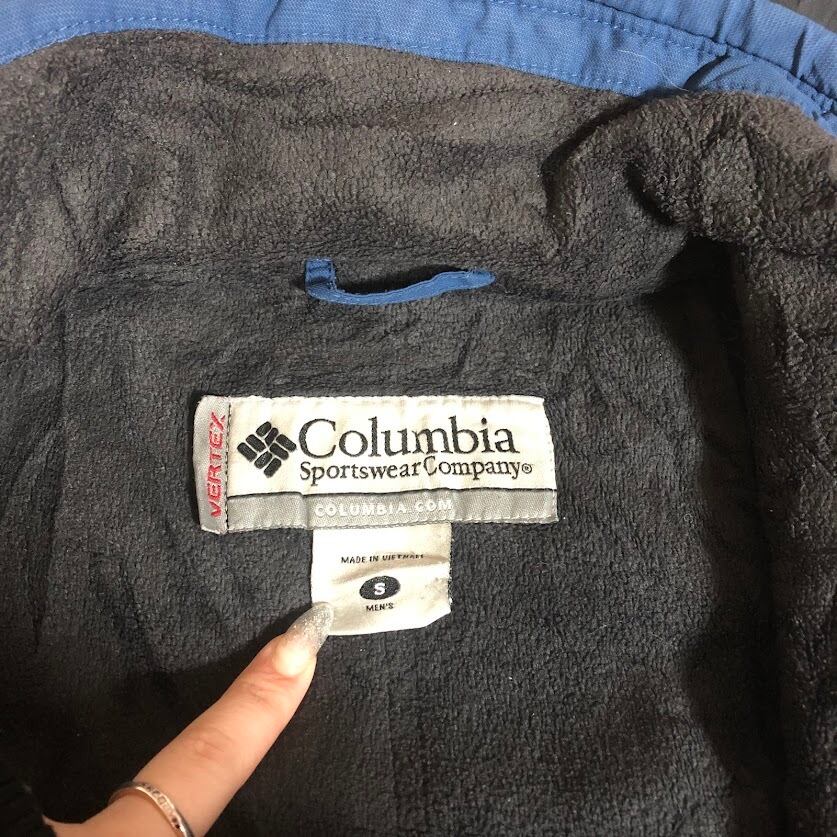 VERTEX
Columbia
Sportswear Company®
COLUMBIA.COM
MADE IN VIETNAM
S
MEN'S